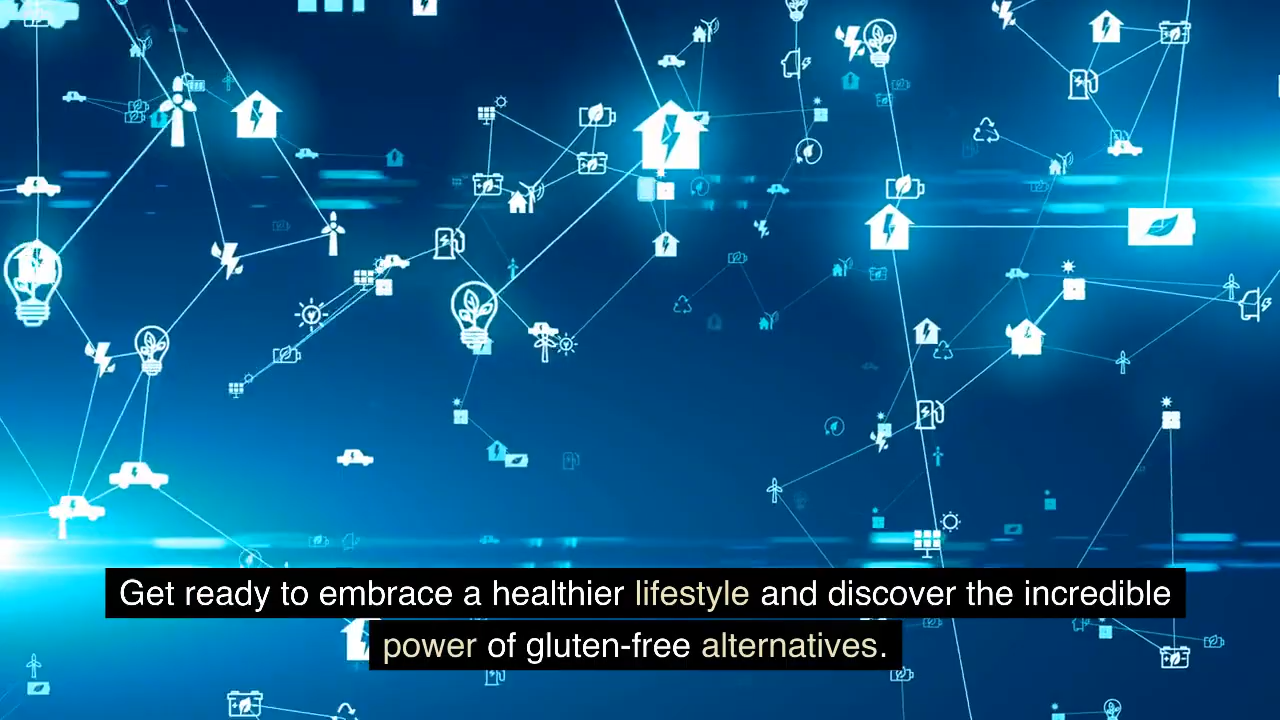 Get ready to embrace a healthier lifestyle and discover the incredible
power of gluten-free alternatives.